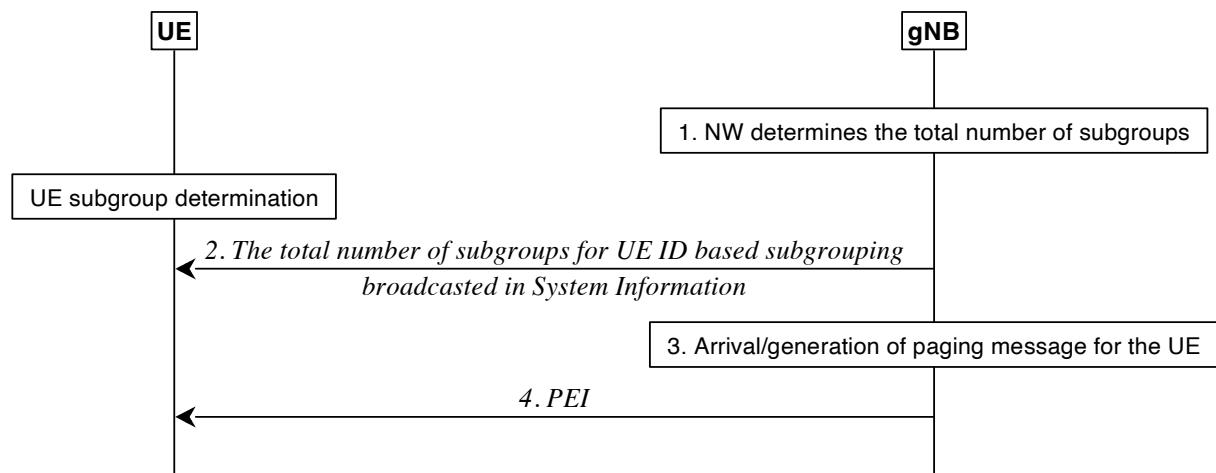 UE
gNB
1. NW determines the total number of subgroups
UE subgroup determination
2. The total number of subgroups for UE ID based subgrouping
broadcasted in System Information
3. Arrival/generation of paging message for the UE
4. PEI